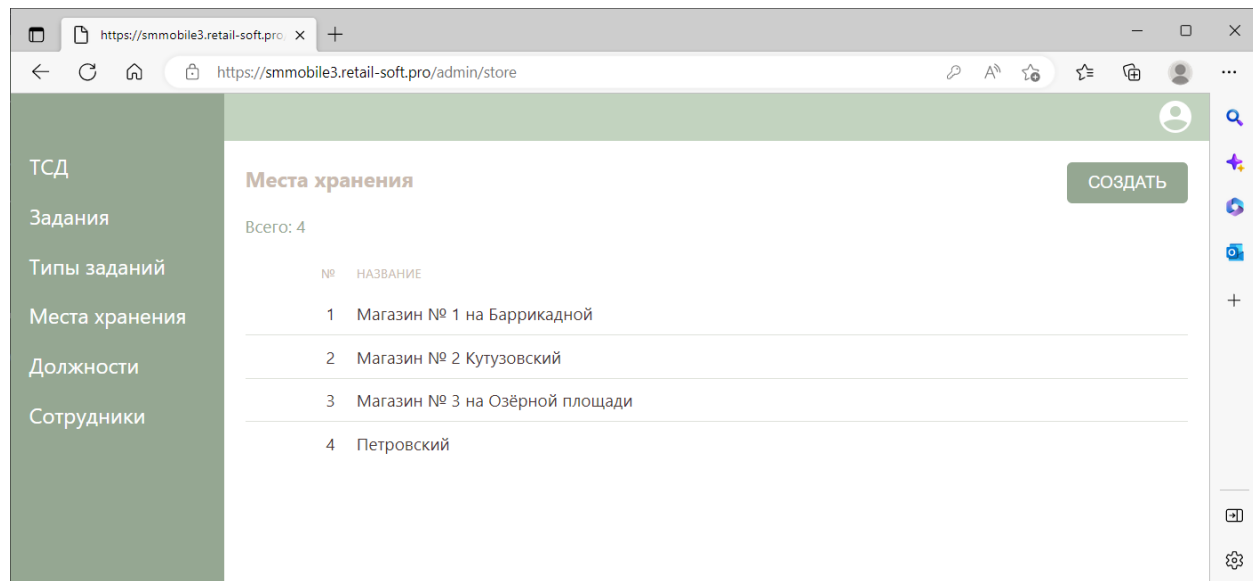 https://smmobile3.retail-soft.pro/
https://smmobile3.retail-soft.pro/admin/store
ТСД
Задания
Типы заданий
Места хранения
Должности
Сотрудники
Места хранения
СОЗДАТЬ
Всего: 4
№ НАЗВАНИЕ
1 Магазин № 1 на Баррикадной
2 Магазин № 2 Кутузовский
3 Магазин № 3 на Озёрной площади
4 Петровский